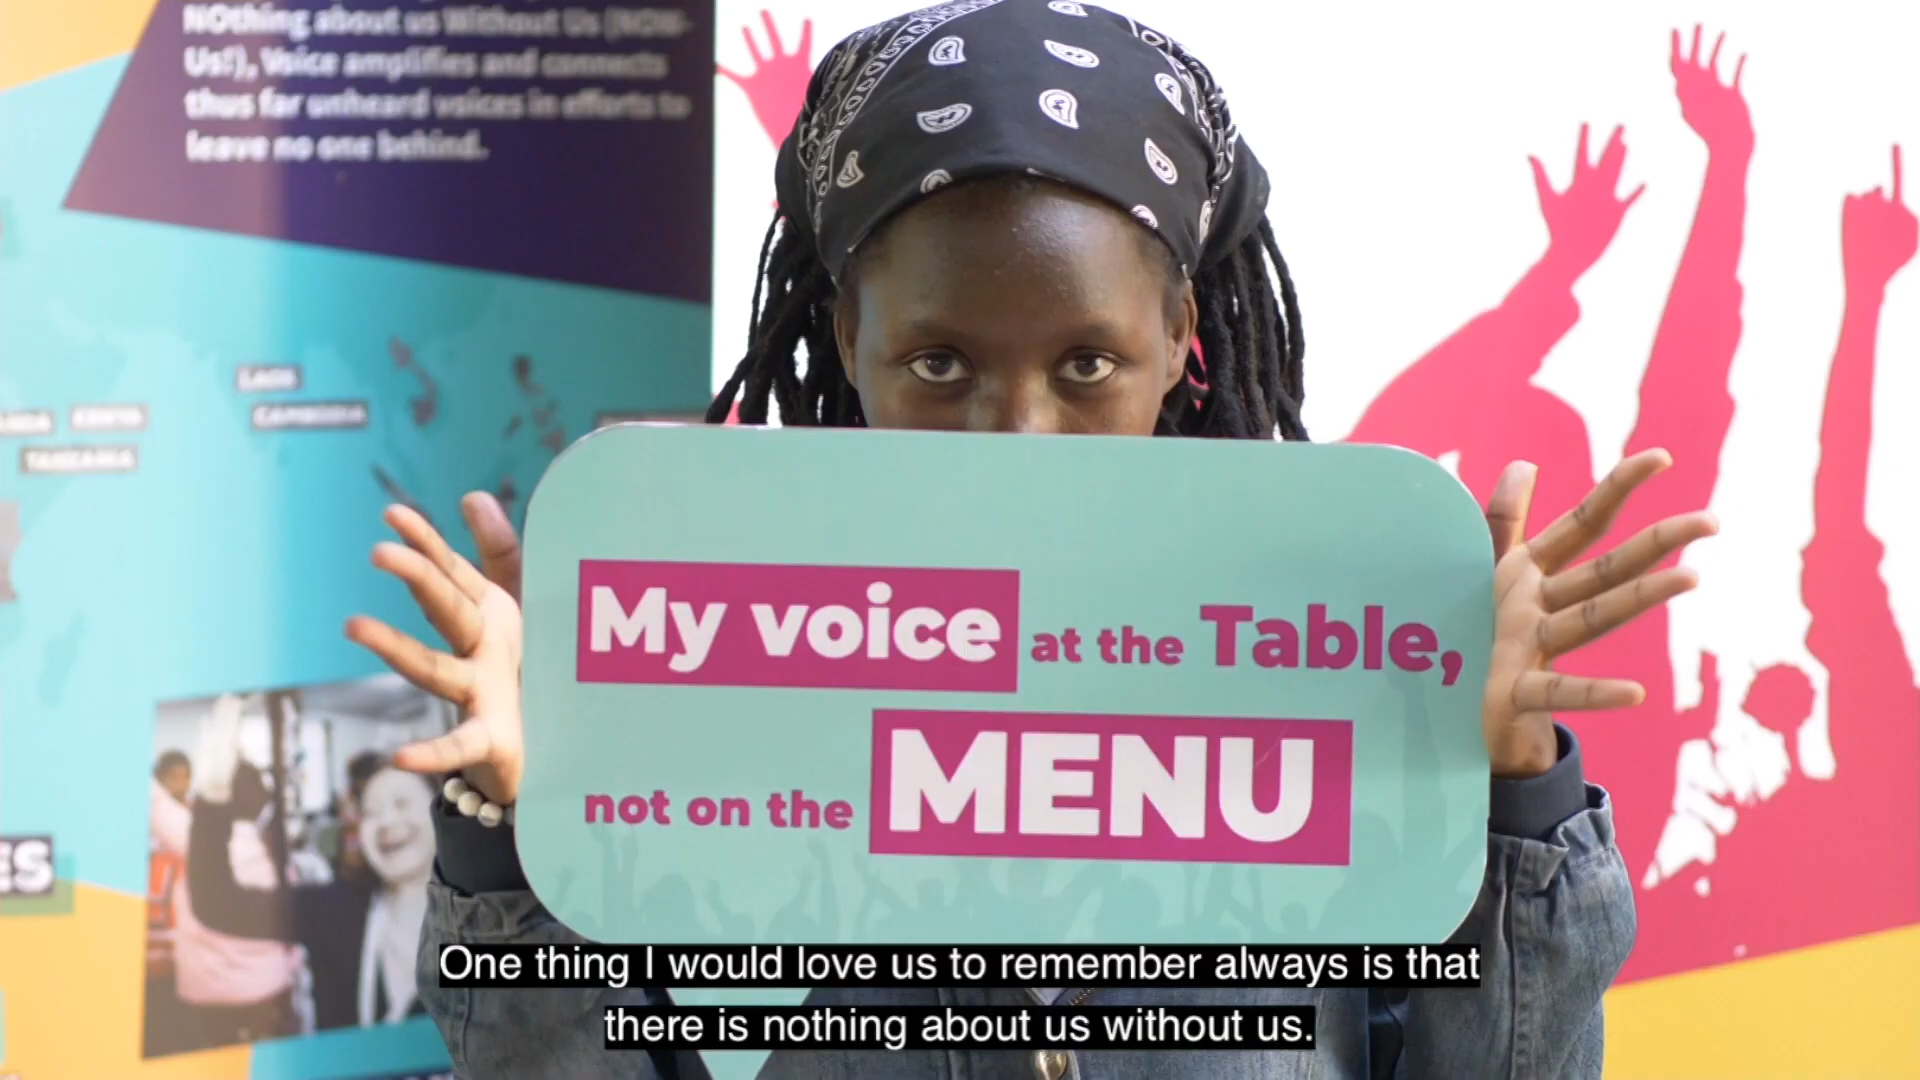 NOthing about us Without Us (NOW-
Us!), Voice amplifies and connects
thus far unheard voices in efforts to
leave no one behind.
LAOS
KENYA
CAMBODIA
TANZANIA
ES
My voice at the Table,
not on the MENU
One thing I would love us to remember always is that
there is nothing about us without us.